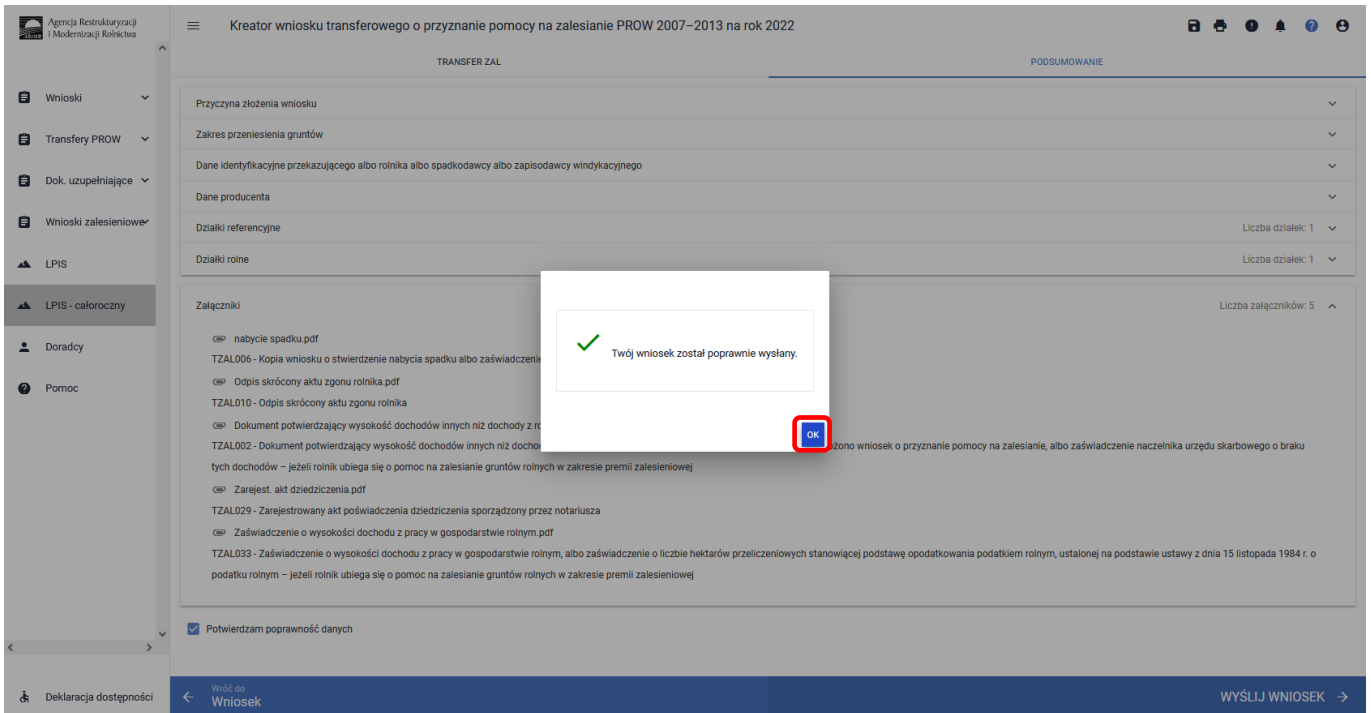 Agencja Restrukturyzacji
i Modernizacji Rolnictwa
Kreator wniosku transferowego o przyznanie pomocy na zalesianie PROW 2007–2013 na rok 2022
TRANSFER ZAL
PODSUMOWANIE
Wnioski
Transfery PROW
Dok. uzupełniające
Wnioski zalesieniowe
LPIS
LPIS - całoroczny
Doradcy
Pomoc
Deklaracja dostępności
Przyczyna złożenia wniosku
Zakres przeniesienia gruntów
Dane identyfikacyjne przekazującego albo rolnika albo spadkodawcy albo zapisodawcy windykacyjnego
Dane producenta
Działki referencyjne Liczba działek: 1
Działki rolne Liczba działek: 1
Załączniki Liczba załączników: 5
nabycie spadku.pdf
TZAL006 - Kopia wniosku o stwierdzenie nabycia spadku albo zaświadczenie
Odpis skrócony aktu zgonu rolnika.pdf
TZAL010 - Odpis skrócony aktu zgonu rolnika
Dokument potwierdzający wysokość dochodów innych niż dochody z
TZAL002 - Dokument potwierdzający wysokość dochodów innych niż wniosek o przyznanie pomocy na zalesianie, albo zaświadczenie naczelnika urzędu skarbowego o braku
tych dochodów – jeżeli rolnik ubiega się o pomoc na zalesianie gruntów rolnych w zakresie premii zalesieniowej
Zarejest. akt dziedziczenia.pdf
TZAL029 - Zarejestrowany akt poświadczenia dziedziczenia sporządzony przez notariusza
Zaświadczenie o wysokości dochodu z pracy w gospodarstwie rolnym.pdf
TZAL033 - Zaświadczenie o wysokości dochodu z pracy w gospodarstwie rolnym, albo zaświadczenie o liczbie hektarów przeliczeniowych stanowiącej podstawę opodatkowania podatkiem rolnym, ustalonej na podstawie ustawy z dnia 15 listopada 1984 r. o
podatku rolnym – jeżeli rolnik ubiega się o pomoc na zalesianie gruntów rolnych w zakresie premii zalesieniowej
Twój wniosek został poprawnie wysłany.
OK
Potwierdzam poprawność danych
Wróć do
Wniosek
WYŚLIJ WNIOSEK